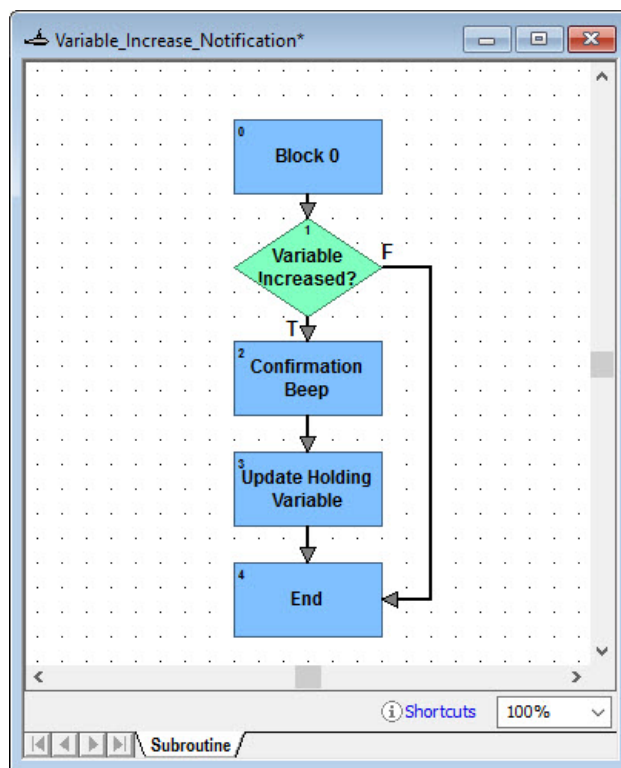 Variable_Increase_Notification*
0
Block 0
1
Variable
Increased?
F
T
2
Confirmation
Beep
3
Update Holding
Variable
4
End
Shortcuts
100%
Subroutine